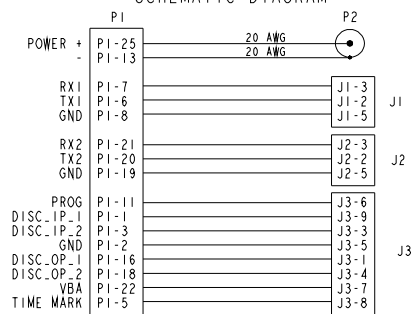 SCHEMATIC DIAGRAM
P1 P2
POWER + P1-25 20 AWG
- P1-13 20 AWG
RX1 P1-7 J1-3
TX1 P1-6 J1-2 J1
GND P1-8 J1-5
RX2 P1-21 J2-3
TX2 P1-20 J2-2 J2
GND P1-19 J2-5
PROG P1-11 J3-6
DISC_IP_1 P1-1 J3-9
DISC_IP_2 P1-3 J3-3
GND P1-2 J3-5 J3
DISC_OP_1 P1-16 J3-1
DISC_OP_2 P1-18 J3-4
VBA P1-22 J3-7
TIME MARK P1-5 J3-8